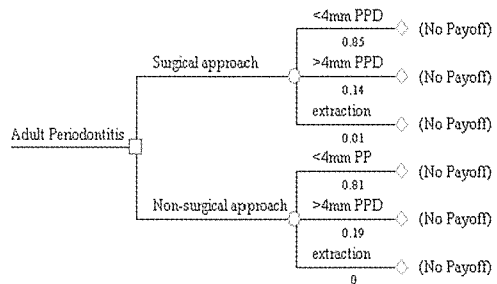 <4mm PPD
(No Payoff)
0.85
Surgical approach
>4mm PPD
(No Payoff)
0.14
extraction
(No Payoff)
0.01
Adult Periodontitis
<4mm PP
(No Payoff)
0.81
Non-surgical approach
>4mm PPD
(No Payoff)
0.19
extraction
(No Payoff)
0